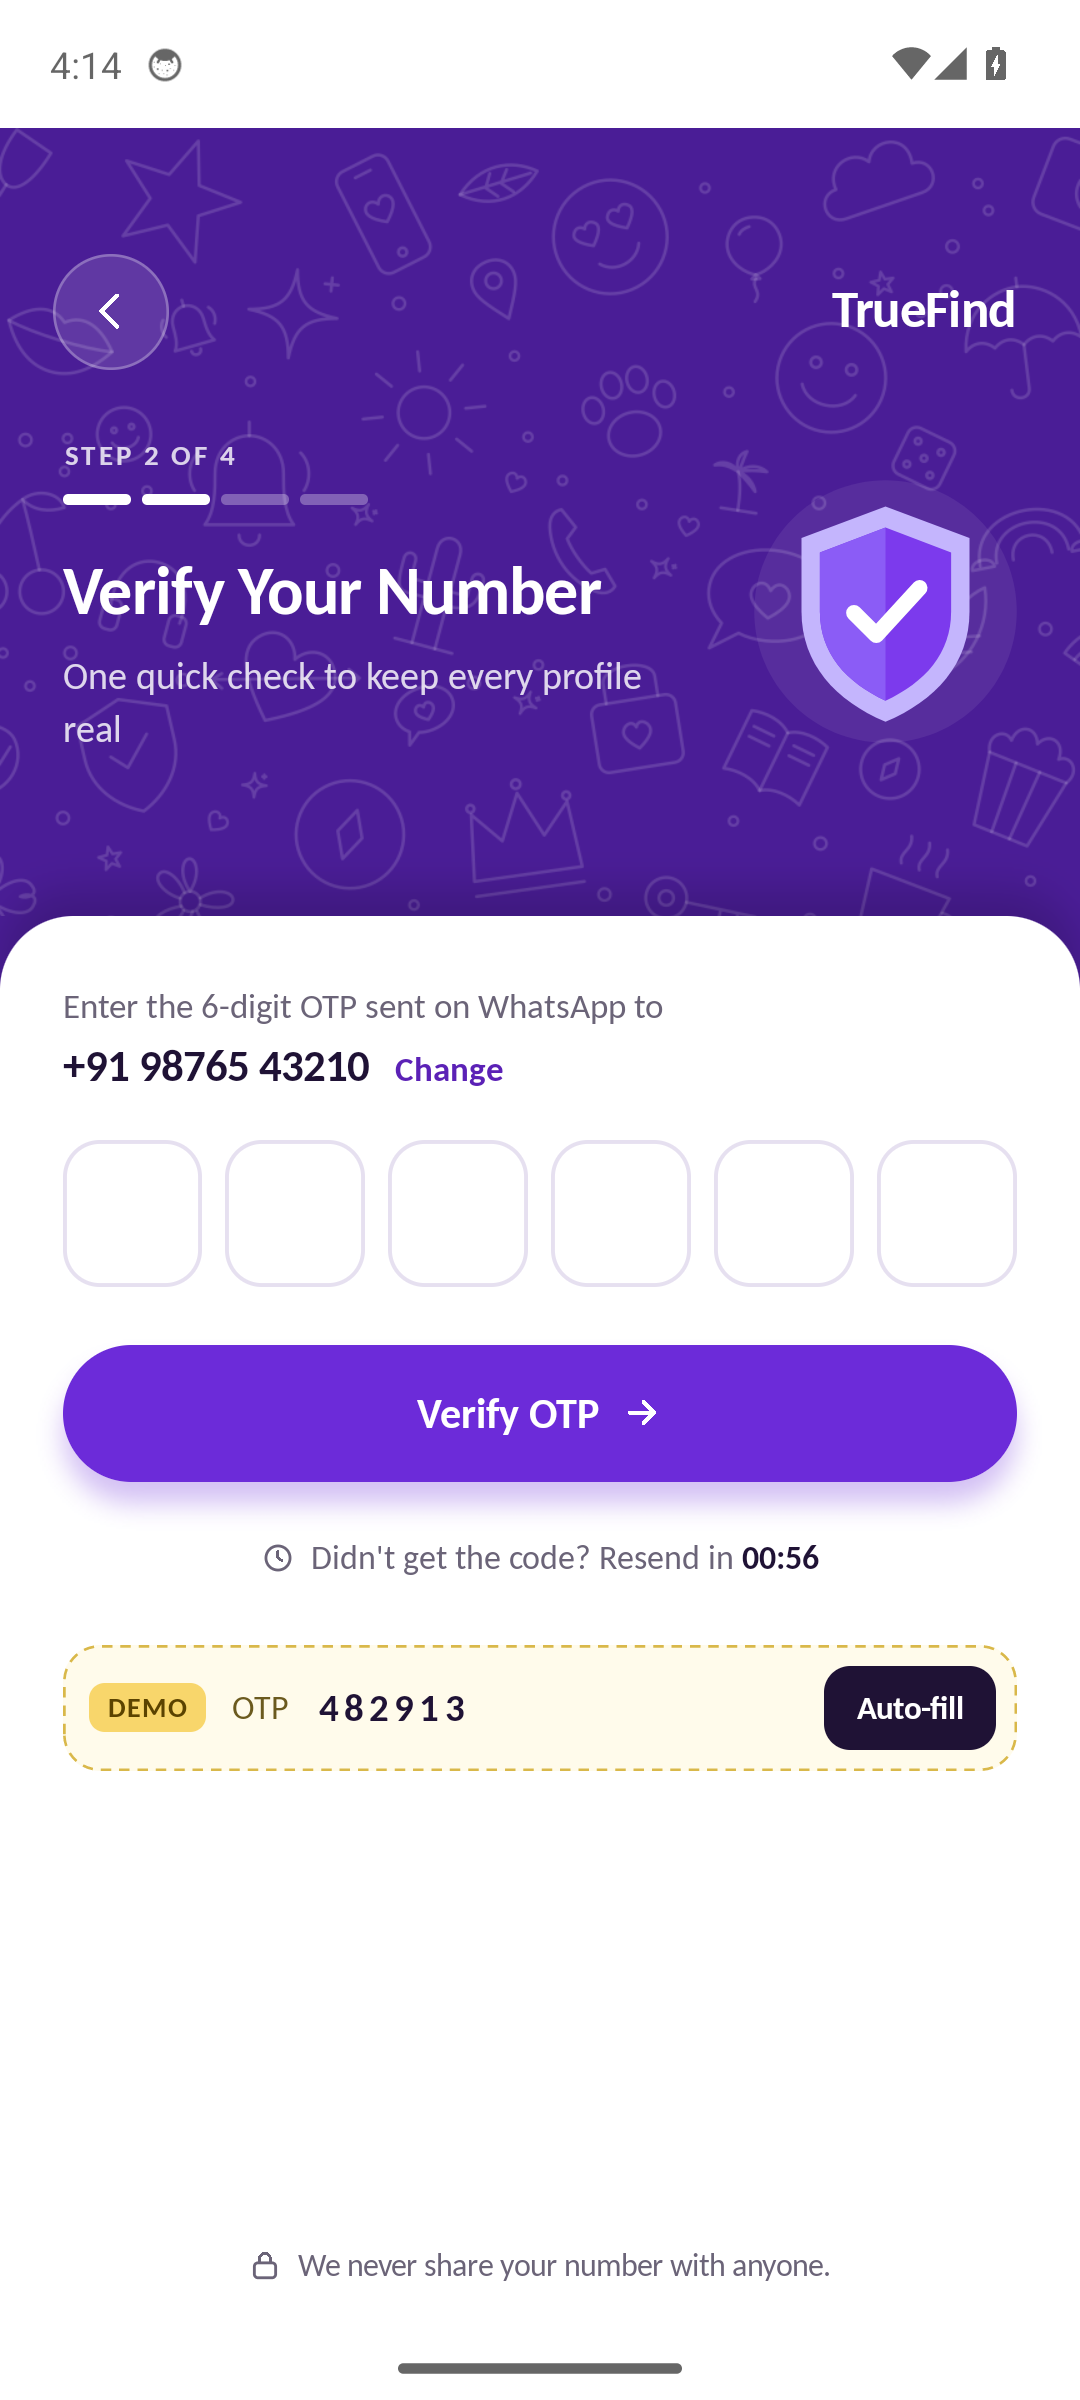 4:14
TrueFind
STEP 2 OF 4
Verify Your Number
One quick check to keep every profile
real
Enter the 6-digit OTP sent on WhatsApp to
+91 98765 43210 Change
Verify OTP →
Didn't get the code? Resend in 00:56
DEMO OTP 482913 Auto-fill
We never share your number with anyone.